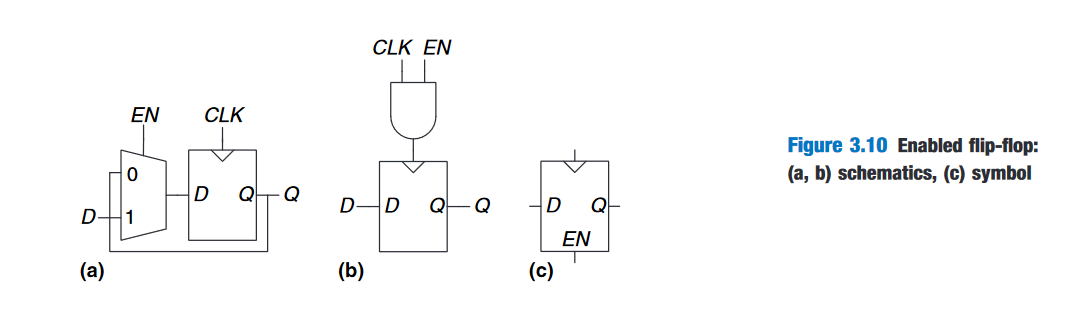 CLK EN
EN
CLK
0
D
Q
Q
D
1
D
D
Q
Q
D
Q
EN
(a)
(b)
(c)
Figure 3.10 Enabled flip-flop:
(a, b) schematics, (c) symbol